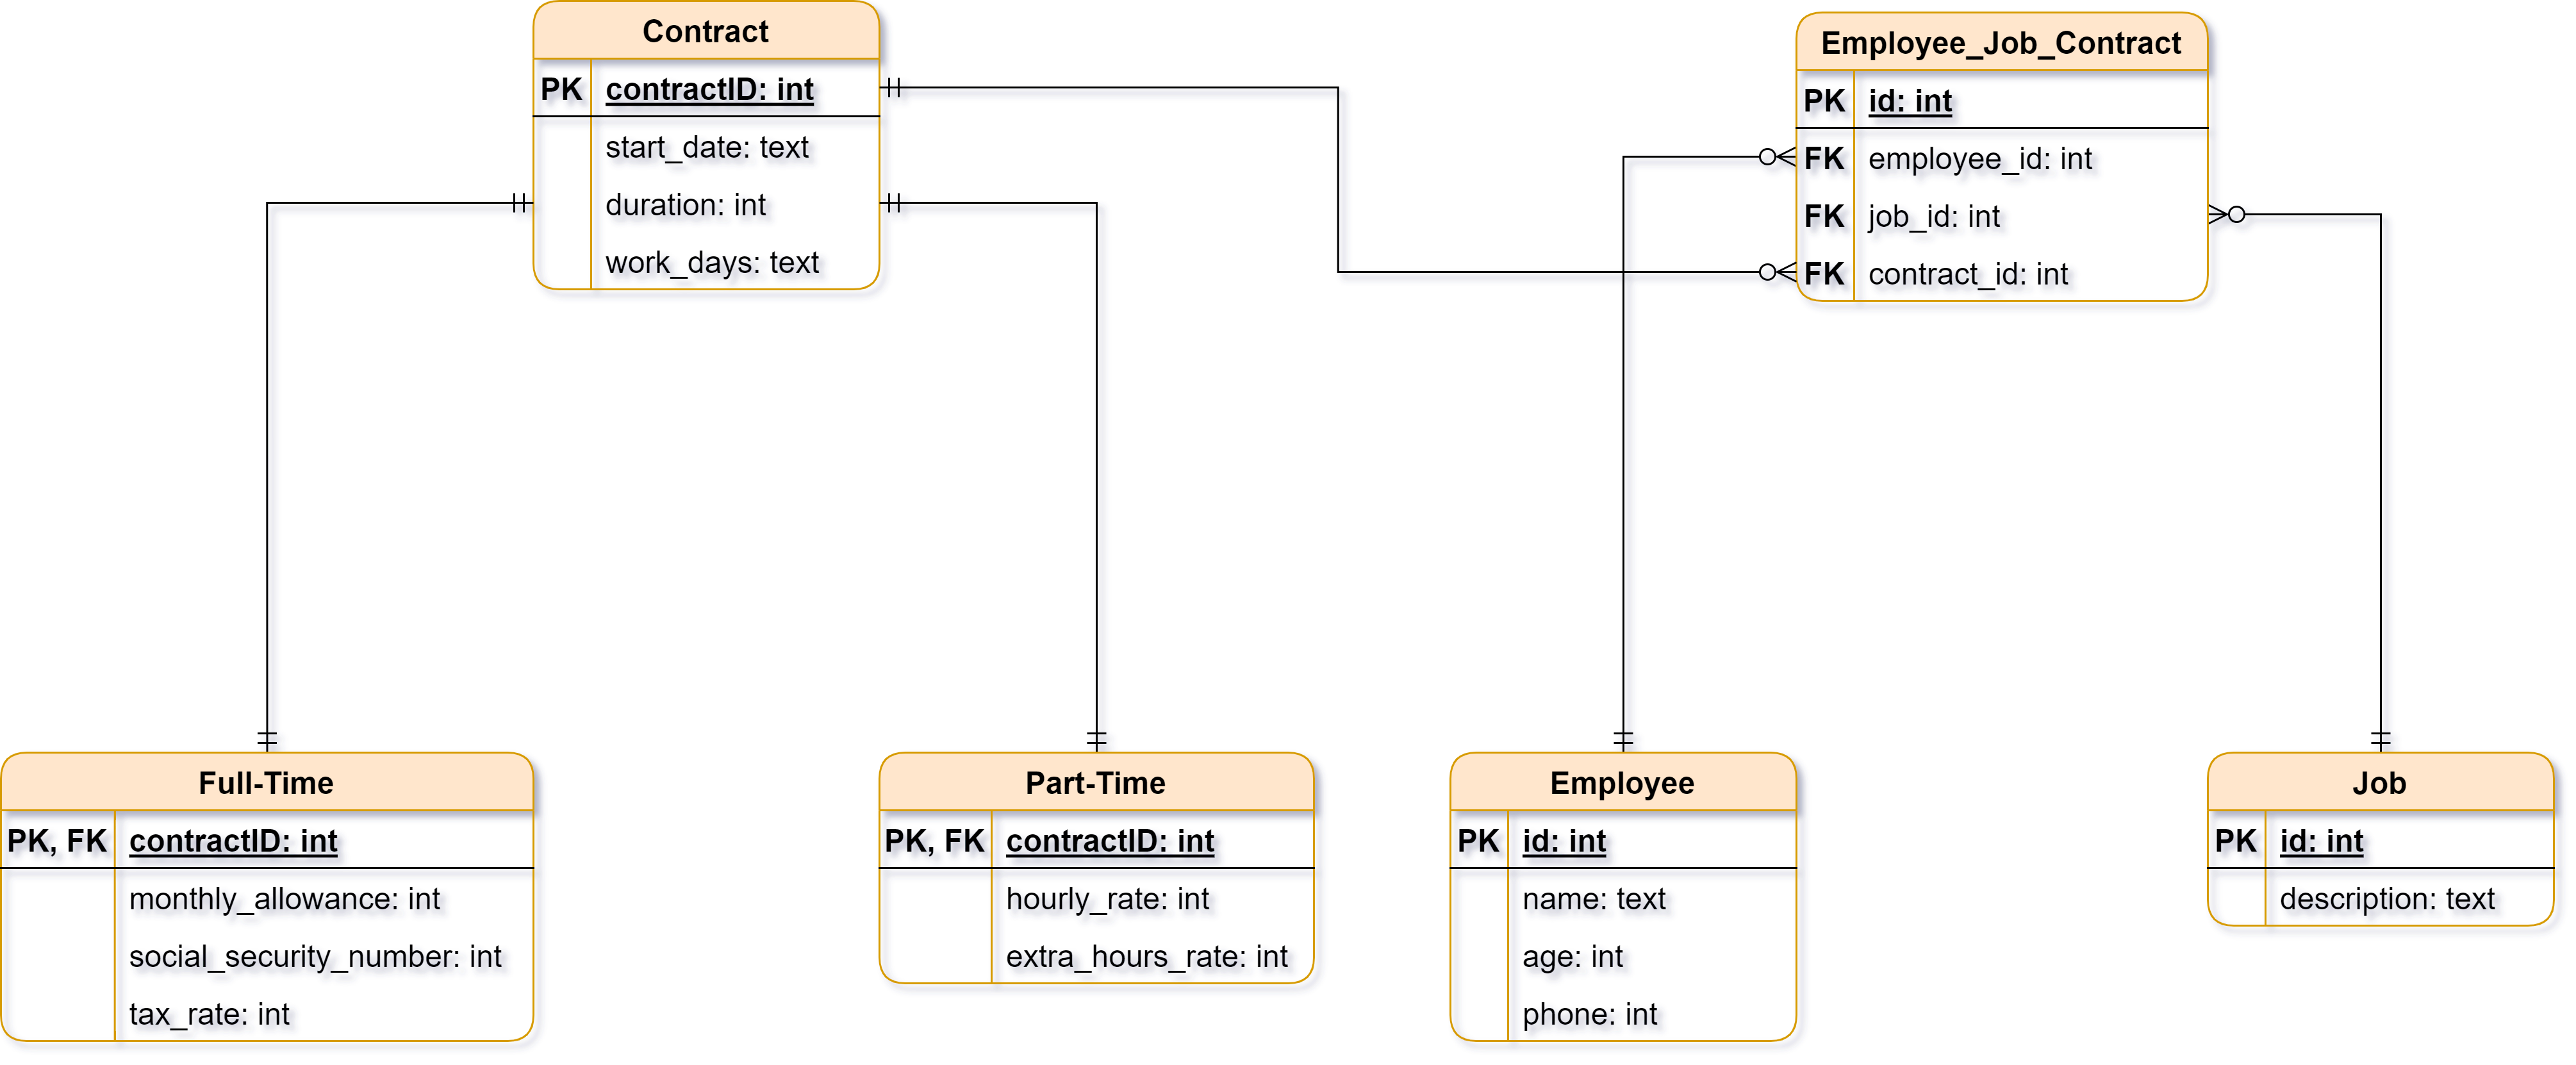 Contract
PK contractID: int
start_date: text
duration: int
work_days: text
Employee_Job_Contract
PK id: int
FK employee_id: int
FK job_id: int
FK contract_id: int
Full-Time
PK, FK contractID: int
monthly_allowance: int
social_security_number: int
tax_rate: int
Part-Time
PK, FK contractID: int
hourly_rate: int
extra_hours_rate: int
Employee
PK id: int
name: text
age: int
phone: int
Job
PK id: int
description: text